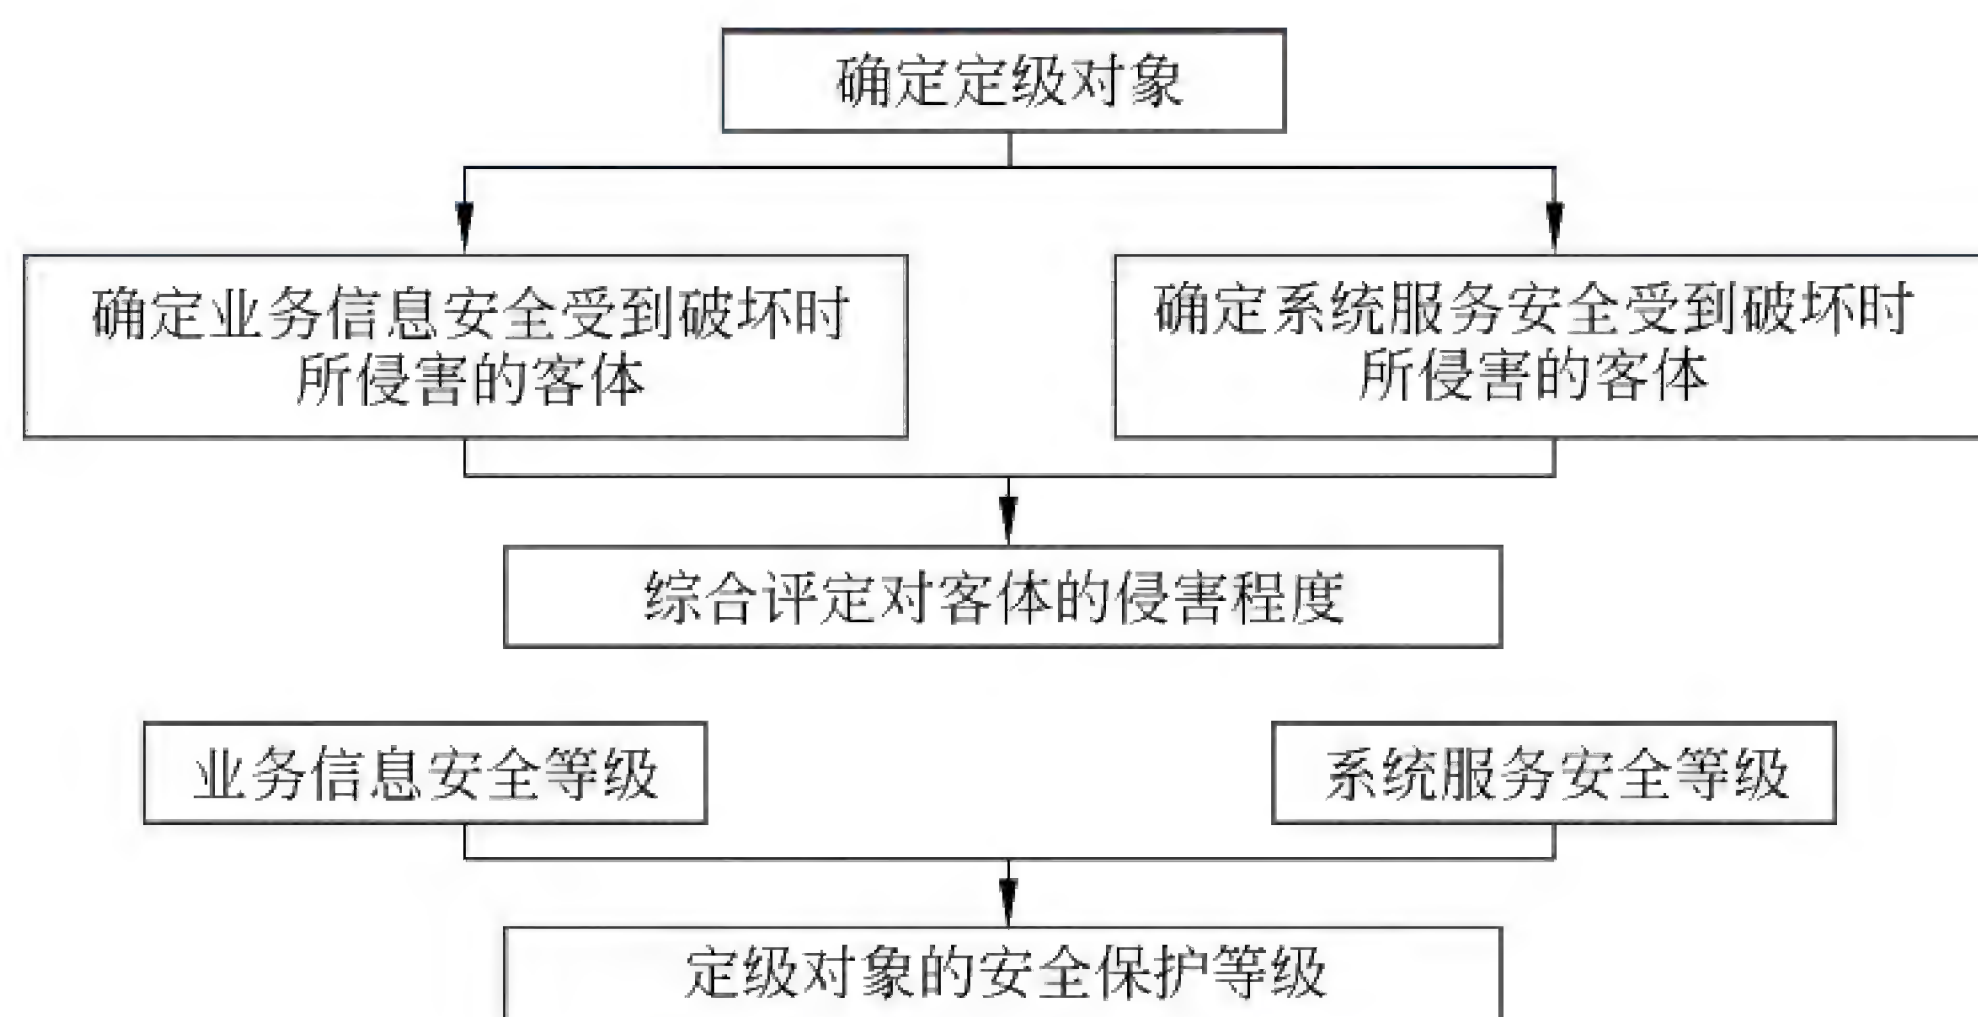 确定定级对象
确定业务信息安全受到破坏时
所侵害的客体
确定系统服务安全受到破坏时
所侵害的客体
综合评定对客体的侵害程度
业务信息安全等级
系统服务安全等级
定级对象的安全保护等级